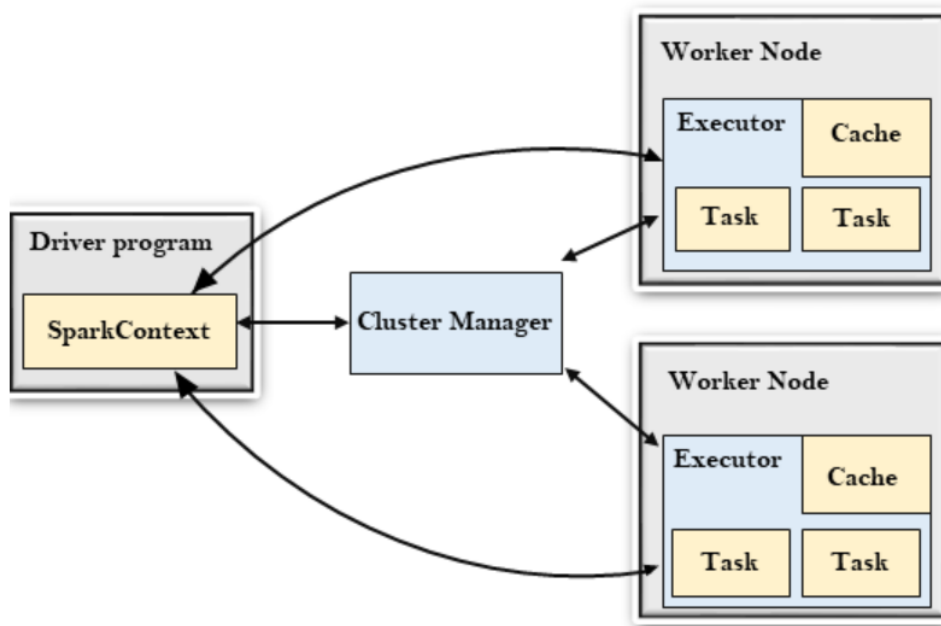 Worker Node
Executor
Cache
Task
Task
Driver program
SparkContext
Cluster Manager
Worker Node
Executor
Cache
Task
Task